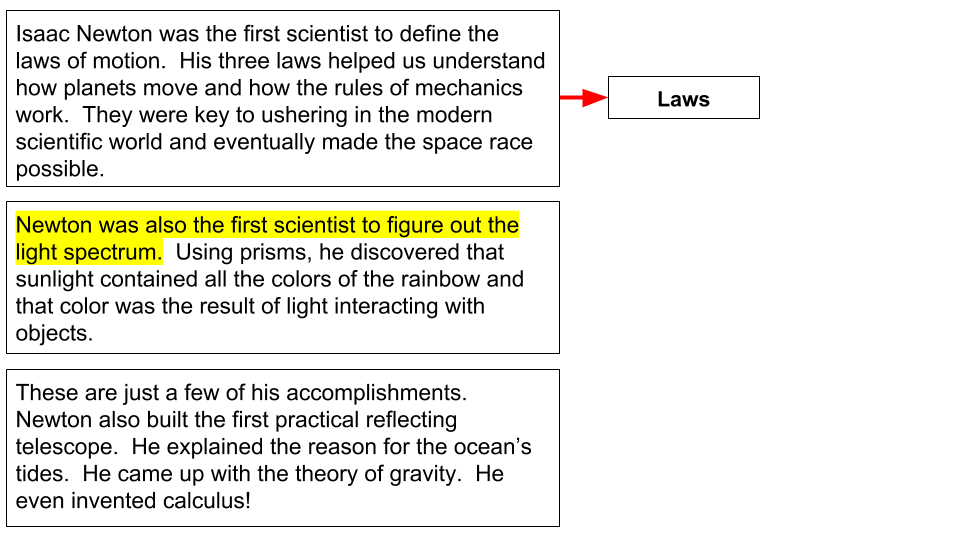 Isaac Newton was the first scientist to define the
laws of motion.  His three laws helped us understand
how planets move and how the rules of mechanics
work.  They were key to ushering in the modern
scientific world and eventually made the space race
possible.
Laws
Newton was also the first scientist to figure out the
light spectrum.  Using prisms, he discovered that
sunlight contained all the colors of the rainbow and
that color was the result of light interacting with
objects.
These are just a few of his accomplishments.
Newton also built the first practical reflecting
telescope.  He explained the reason for the ocean’s
tides.  He came up with the theory of gravity.  He
even invented calculus!